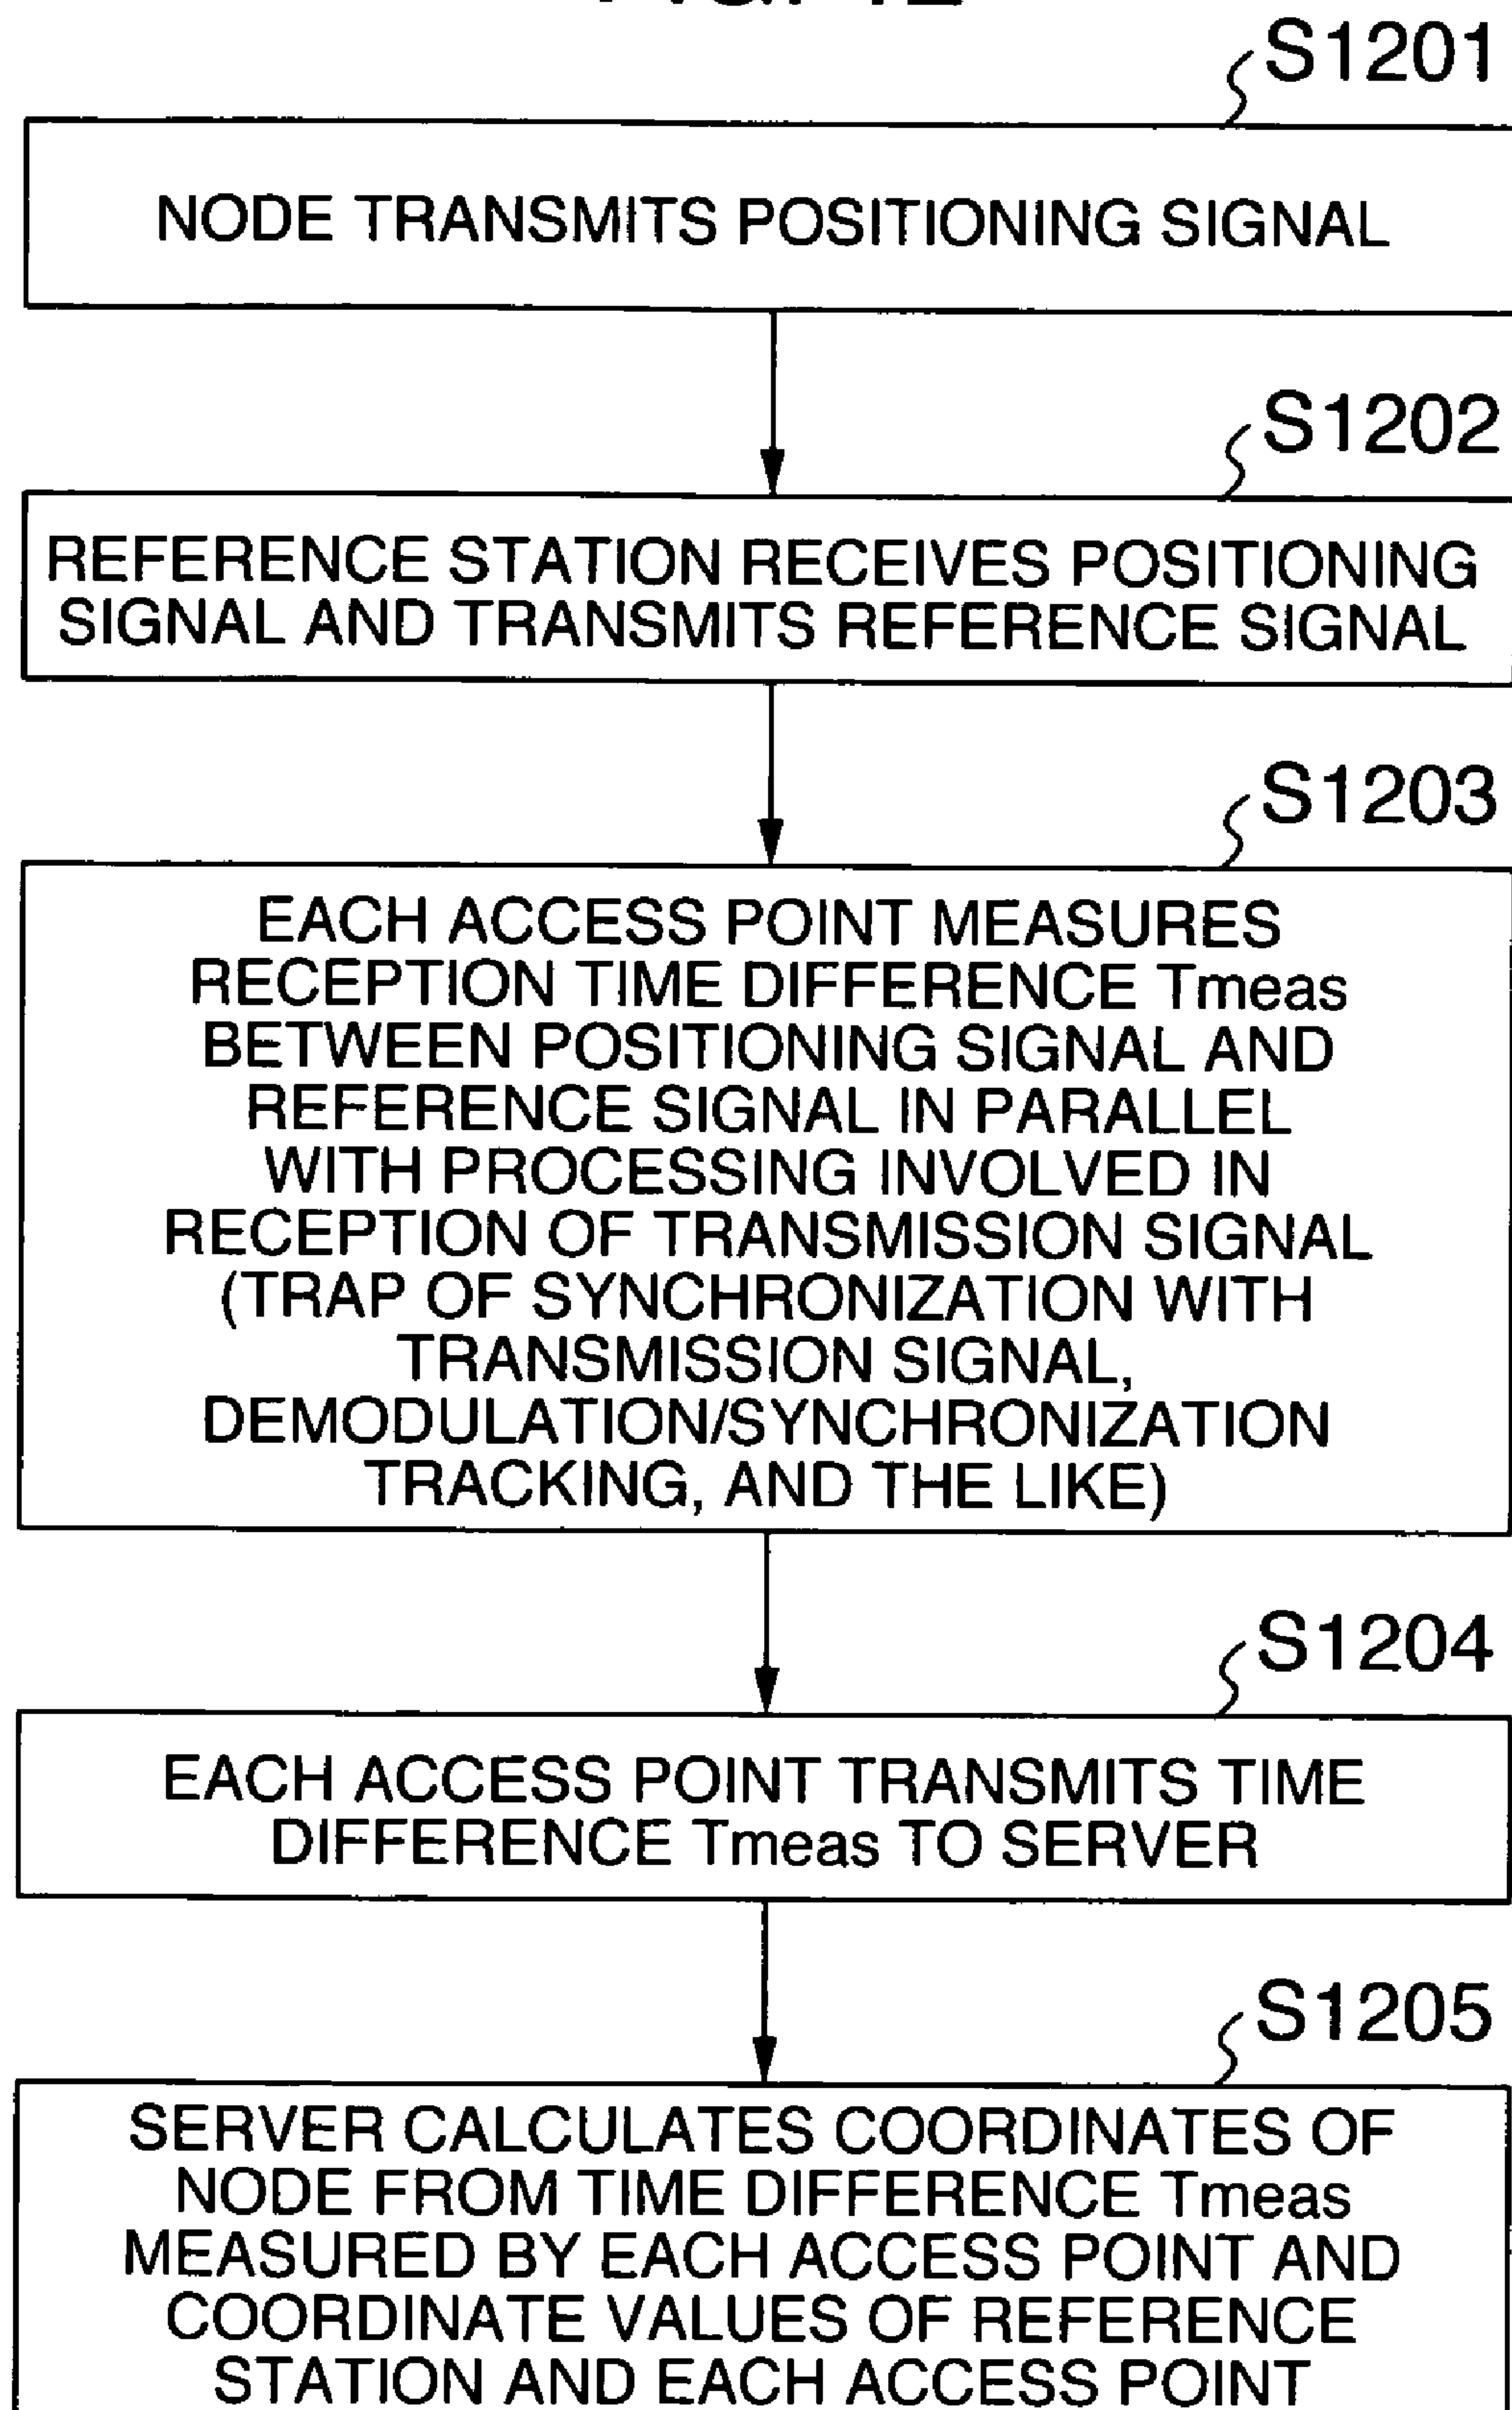 S1201
NODE TRANSMITS POSITIONING SIGNAL
S1202
REFERENCE STATION RECEIVES POSITIONING
SIGNAL AND TRANSMITS REFERENCE SIGNAL
S1203
EACH ACCESS POINT MEASURES
RECEPTION TIME DIFFERENCE Tmeas
BETWEEN POSITIONING SIGNAL AND
REFERENCE SIGNAL IN PARALLEL
WITH PROCESSING INVOLVED IN
RECEPTION OF TRANSMISSION SIGNAL
(TRAP OF SYNCHRONIZATION WITH
TRANSMISSION SIGNAL,
DEMODULATION/SYNCHRONIZATION
TRACKING, AND THE LIKE)
S1204
EACH ACCESS POINT TRANSMITS TIME
DIFFERENCE Tmeas TO SERVER
S1205
SERVER CALCULATES COORDINATES OF
NODE FROM TIME DIFFERENCE Tmeas
MEASURED BY EACH ACCESS POINT AND
COORDINATE VALUES OF REFERENCE
STATION AND EACH ACCESS POINT